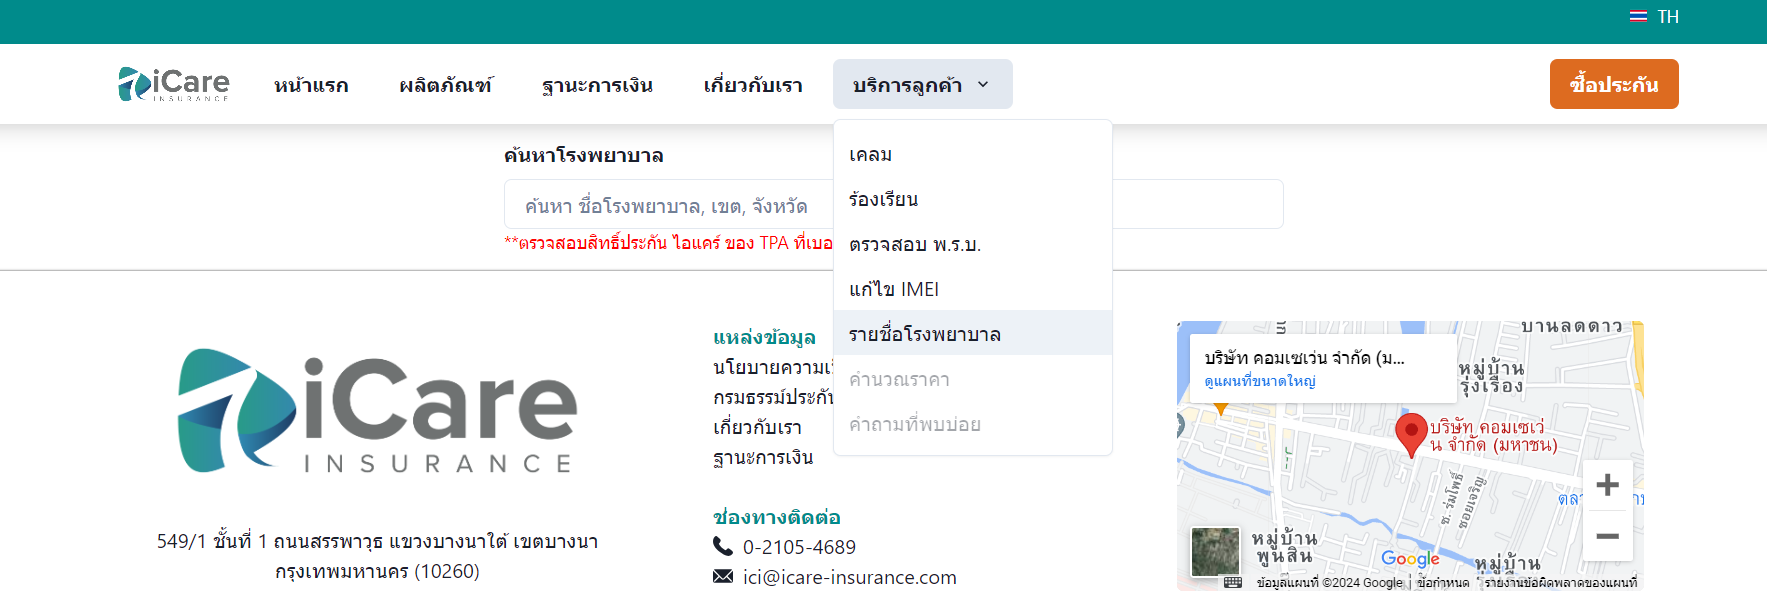 TH
iCare
INSURANCE
หน้าแรก
ผลิตภัณฑ์
ฐานะการเงิน
เกี่ยวกับเรา
บริการลูกค้า
ซื้อประกัน
ค้นหาโรงพยาบาล
ค้นหา ชื่อโรงพยาบาล, เขต, จังหวัด
**ตรวจสอบสิทธิ์ประกัน ไอแคร์ ของ TPA ที่เบอ
เคลม
ร้องเรียน
ตรวจสอบ พ.ร.บ.
แก้ไข IMEI
รายชื่อโรงพยาบาล
คำนวณราคา
คำถามที่พบบ่อย
iCare
INSURANCE
549/1 ชั้นที่ 1 ถนนสรรพาวุธ แขวงบางนาใต้ เขตบางนา
กรุงเทพมหานคร (10260)
แหล่งข้อมูล
นโยบายความเ
กรมธรรม์ประกัน
เกี่ยวกับเรา
ฐานะการเงิน
ช่องทางติดต่อ
0-2105-4689
ici@icare-insurance.com
บ้านลัดดาว
บริษัท คอมเซเว่น จำกัด (ม...
ดูแผนที่ขนาดใหญ่
หมู่บ้าน
รุ่งเรือง
บริษัท คอมเซเว่
น จำกัด (มหาชน)
ซ. ร่มโพธิ์
ซอยเจริญ
ตลา
หมู่บ้าน
พูนสิน
Google
หมู่บ้าน
ข้อมูลแผนที่ ©2024 Google
ข้อกำหนด
รายงานข้อผิดพลาดของแผนที่